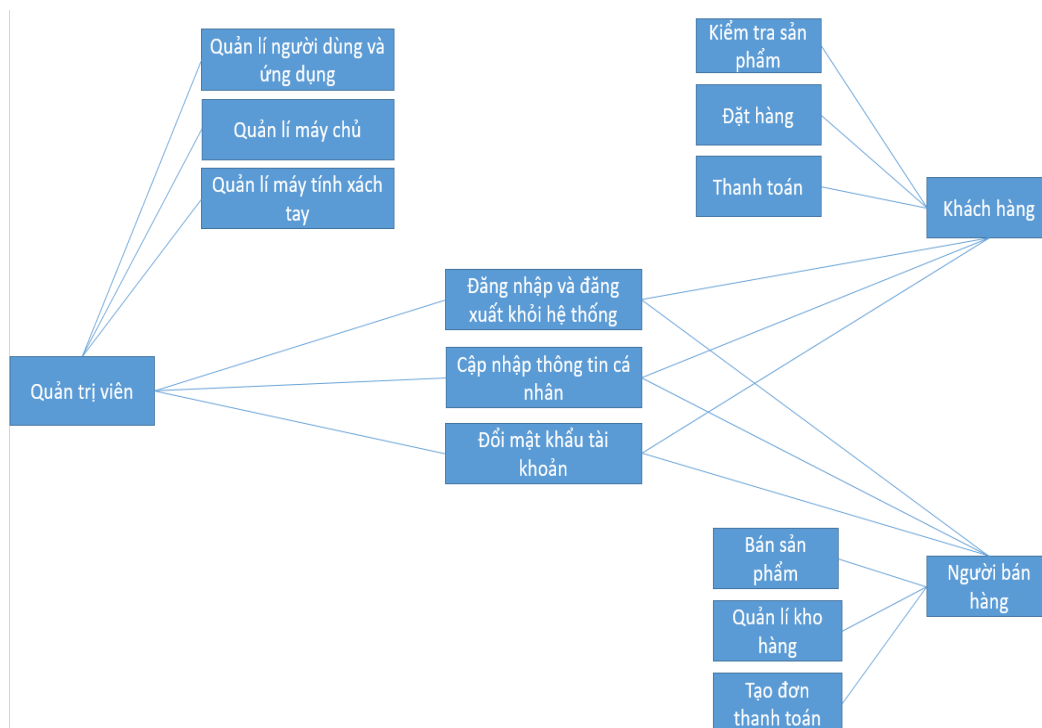 Quản lí người dùng và
ứng dụng
Quản lí máy chủ
Quản lí máy tính xách
tay
Kiểm tra sản
phẩm
Đặt hàng
Thanh toán
Khách hàng
Đăng nhập và đăng
xuất khỏi hệ thống
Cập nhập thông tin cá
nhân
Đổi mật khẩu tài
khoản
Quản trị viên
Bán sản
phẩm
Quản lí kho
hàng
Tạo đơn
thanh toán
Người bán
hàng